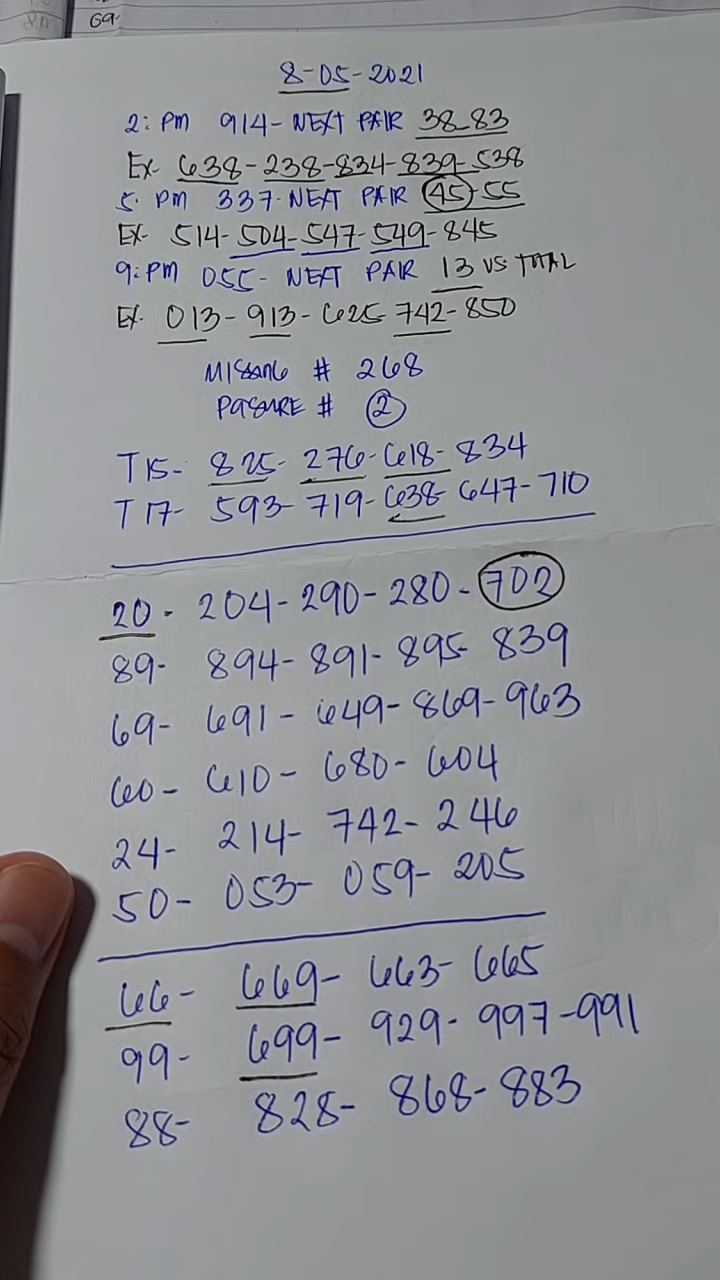 69
8-05-2021
2: PM 914- NEXT PAIR 38-83
EX- 638-238-834-839-538
5: PM 337-NEXT PAIR 45-55
EX- 514-504-547-549-845
9:PM 055- NEXT PAIR 13 VS TOTAL
EX- 013-913-625-742-850
MISSING # 268
PASURE # 2
T15- 825-276-618-834
T17- 593-719-638-647-710
20- 204-290-280-702
89- 894-891-895-839
69- 691-649-869-963
60- 610-680-604
24- 214-742-246
50- 053-059-205
66- 669-663-665
99- 699-929-997-991
88- 828-868-883